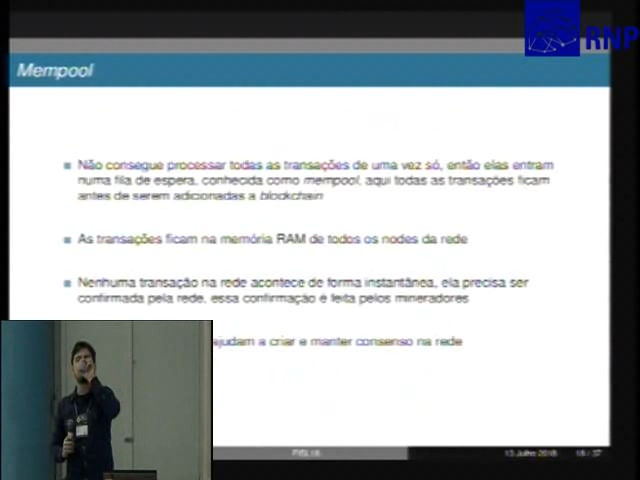 RNP
Mempool
Não consegue processar todas as transações de uma vez só, então elas entram
numa fila de espera, conhecida como mempool, aqui todas as transações ficam
antes de serem adicionadas a blockchain
As transações ficam na memória RAM de todos os nodes da rede
Nenhuma transação na rede acontece de forma instantânea, ela precisa ser
confirmada pela rede, essa confirmação é feita pelos mineradores
ajudam a criar e manter consenso na rede
FISL18
13 Julho 2018
/ 37